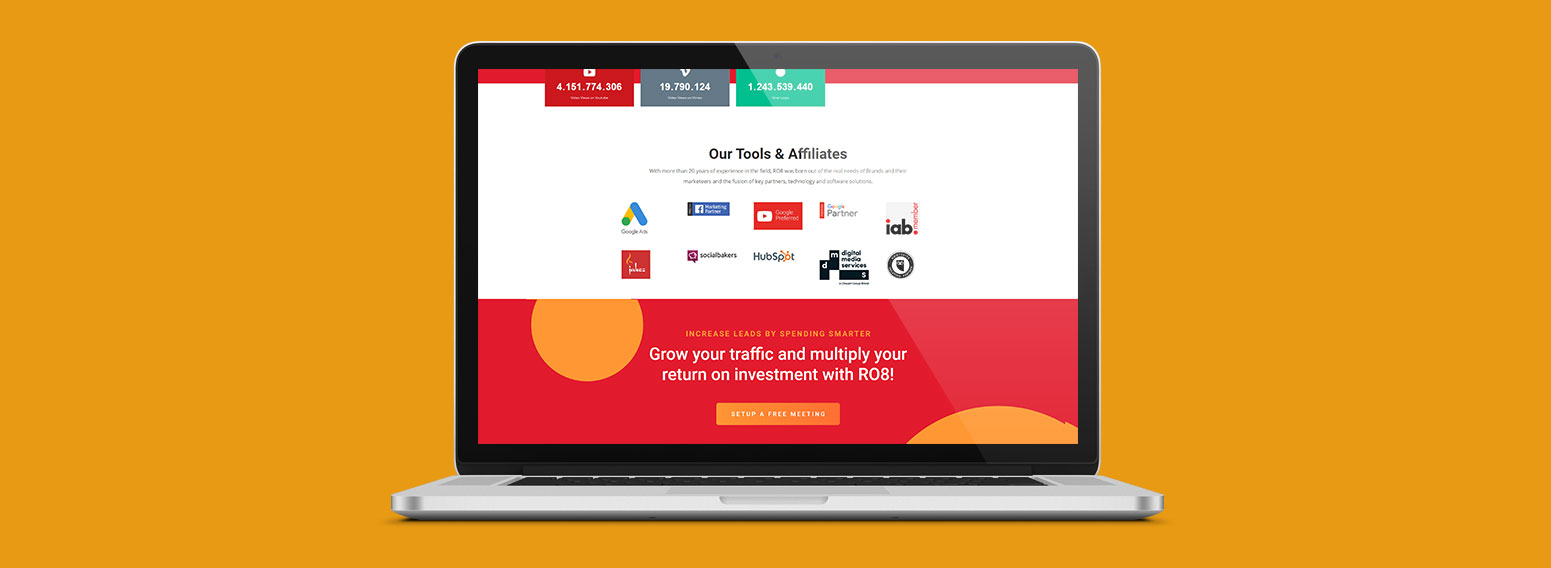 4.151.774.306
19.790.124
1.243.539.440
Video Views on Youtube
Video Views on Vimeo
Our Tools & Affiliates
With more than 20 years of experience in the field, RO8 was born out of the real needs of Brands and their
marketeers and the fusion of key partners, technology and software solutions.
Google Ads
Marketing
Partner
Google
Preferred
Google
Partner
iab.
member
socialbakers
HubSpot
dms
digital
media
services
INCREASE LEADS BY SPENDING SMARTER
Grow your traffic and multiply your
return on investment with RO8!
SETUP A FREE MEETING